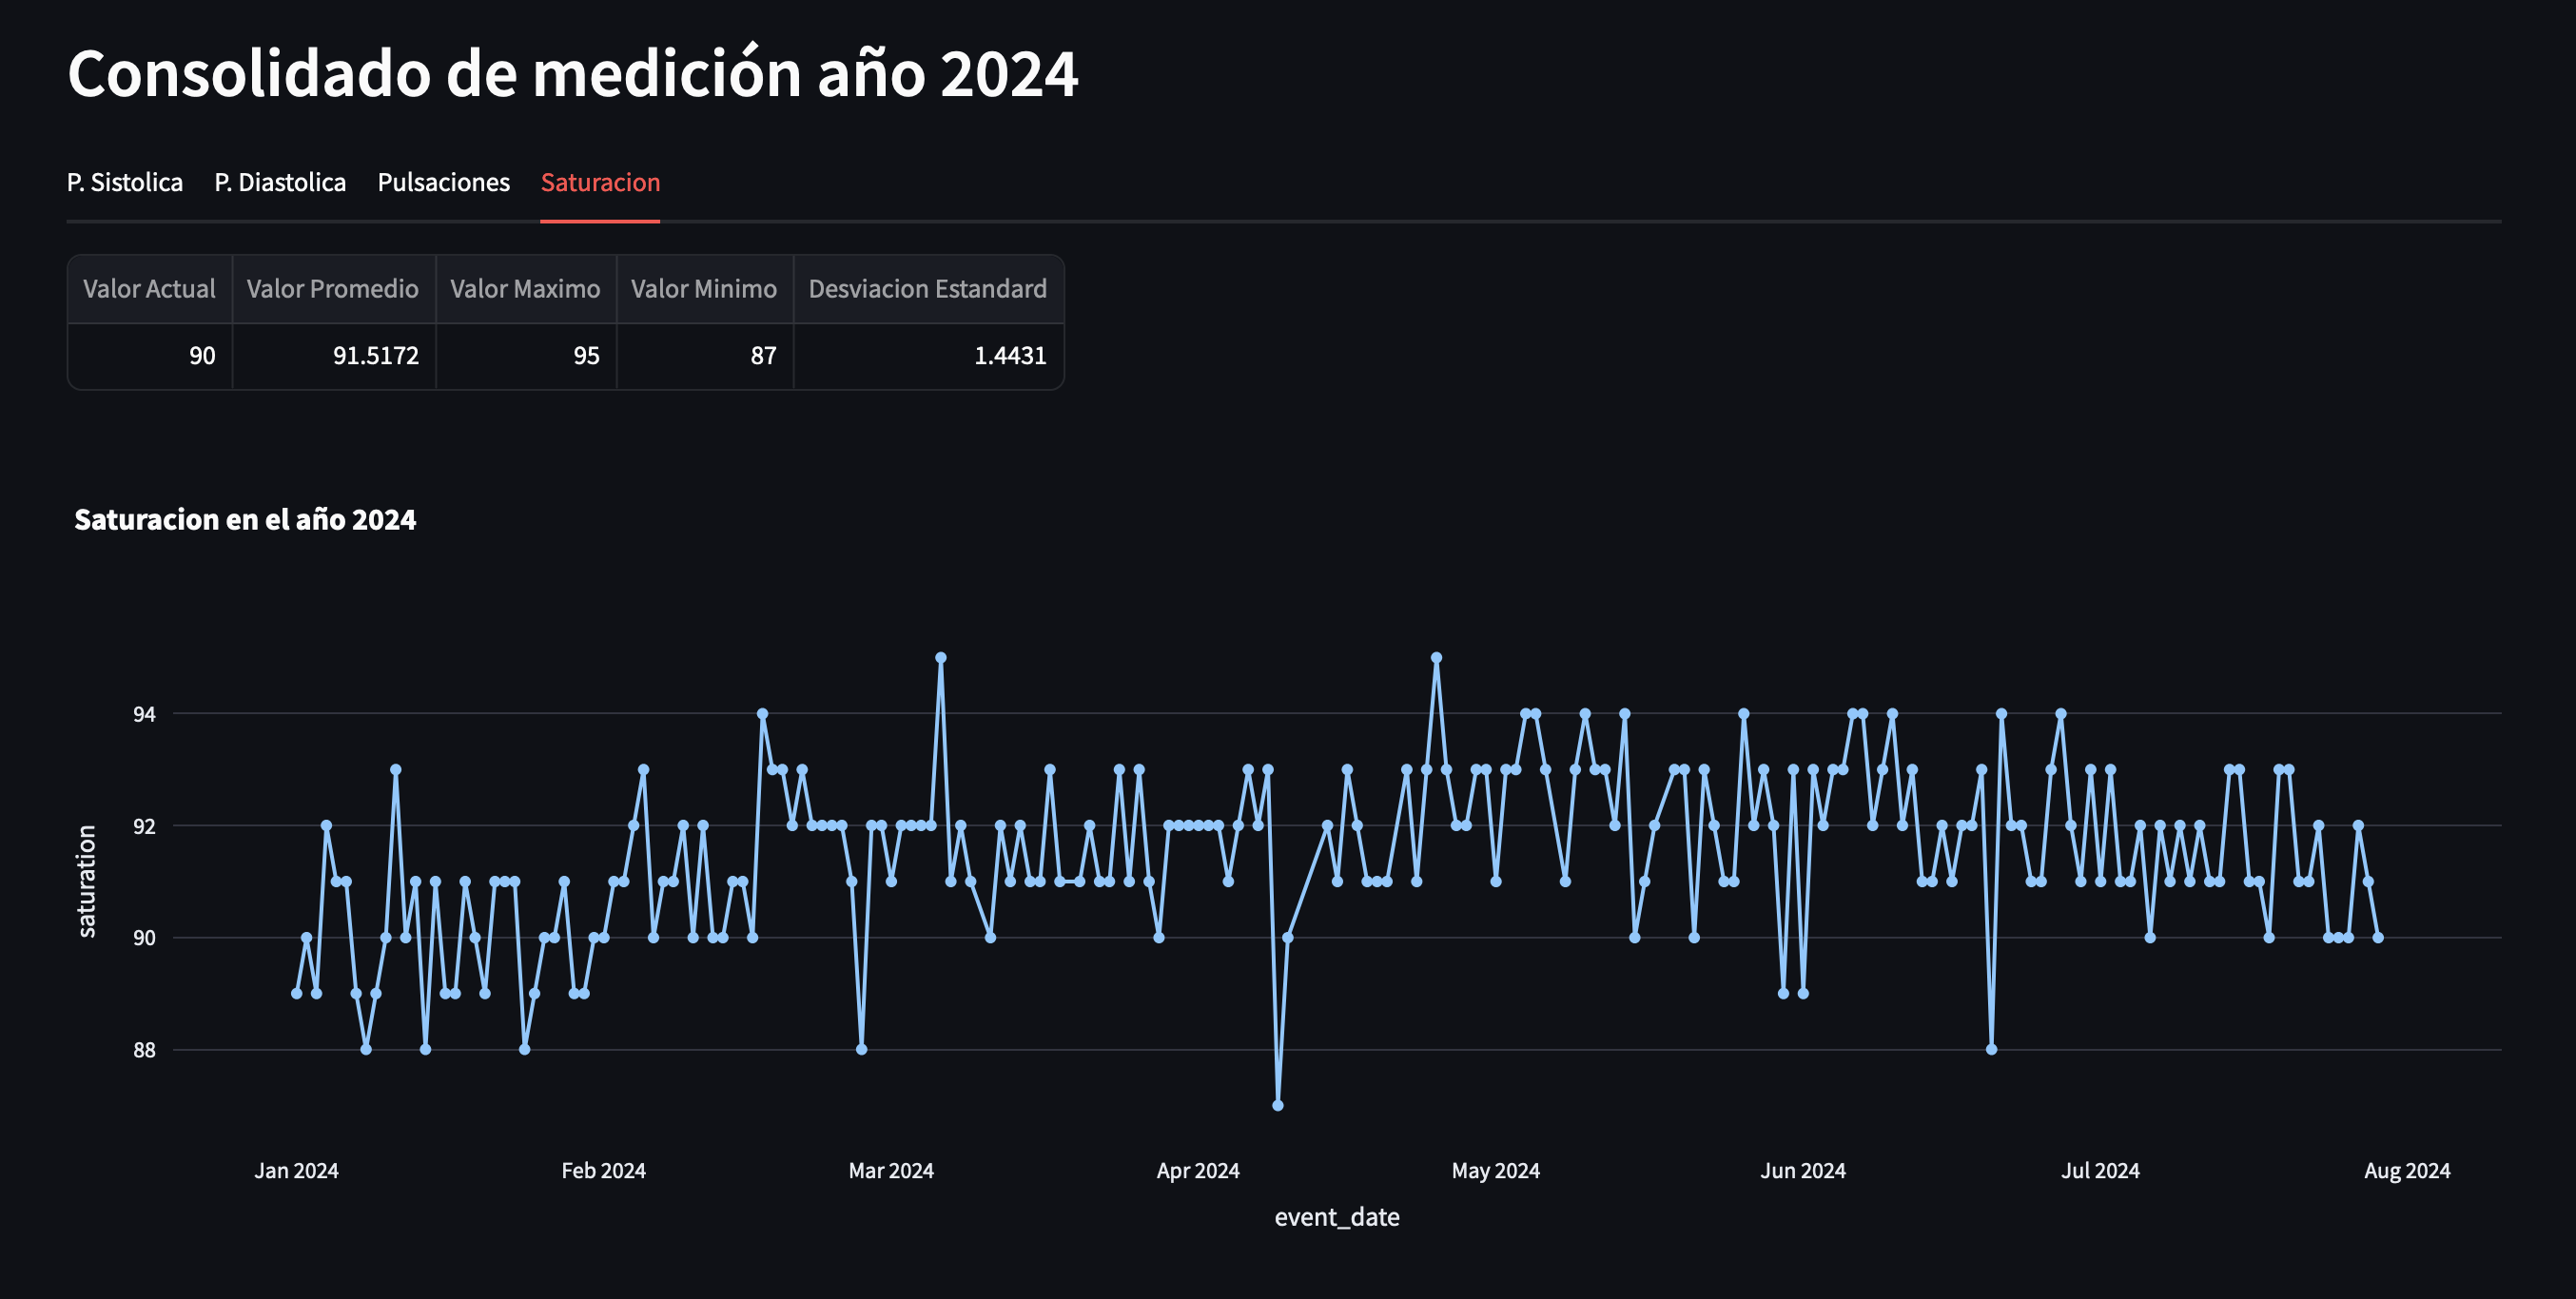 Consolidado de medición año 2024
P. Sistolica P. Diastolica Pulsaciones Saturacion
Valor Actual Valor Promedio Valor Maximo Valor Minimo Desviacion Estandard
90 91.5172 95 87 1.4431
Saturacion en el año 2024
94
92
90
88
saturation
Jan 2024 Feb 2024 Mar 2024 Apr 2024 May 2024 Jun 2024 Jul 2024 Aug 2024
event_date